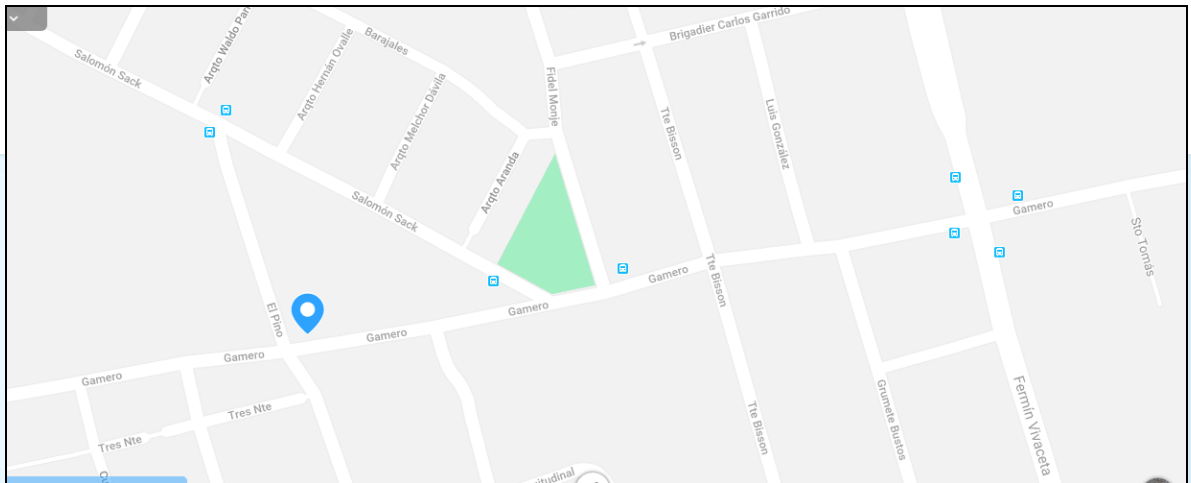 Brigadier Carlos Garrido
Barajales
Arqto Waldo Par
Arqto Hernán Ovalle
Salomón Sack
Fidel Monje
Arqto Melchor Dávila
Luis González
Tte Bisson
Arqto Aranda
Salomón Sack
Gamero
Sto Tomás
Gamero
Tte Bisson
El Pino
Gamero
Gamero
Gamero
Gamero
Tres Nte
Tres Nte
Grumete Bustos
Fermín Vivaceta
Tte Bisson
itudinal